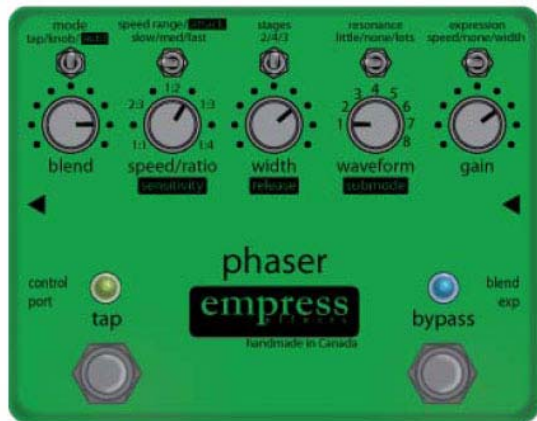 mode
tap/knob/auto
speed range/attack
slow/med/fast
stages
2/4/3
resonance
little/none/lots
expression
speed/none/width
1:1
2:3
1:2
1:3
1:4
1
2
3
4
5
6
7
8
blend
speed/ratio
sensitivity
width
release
waveform
submode
gain
control
port
phaser
blend
exp
tap
empress
effects
bypass
handmade in Canada